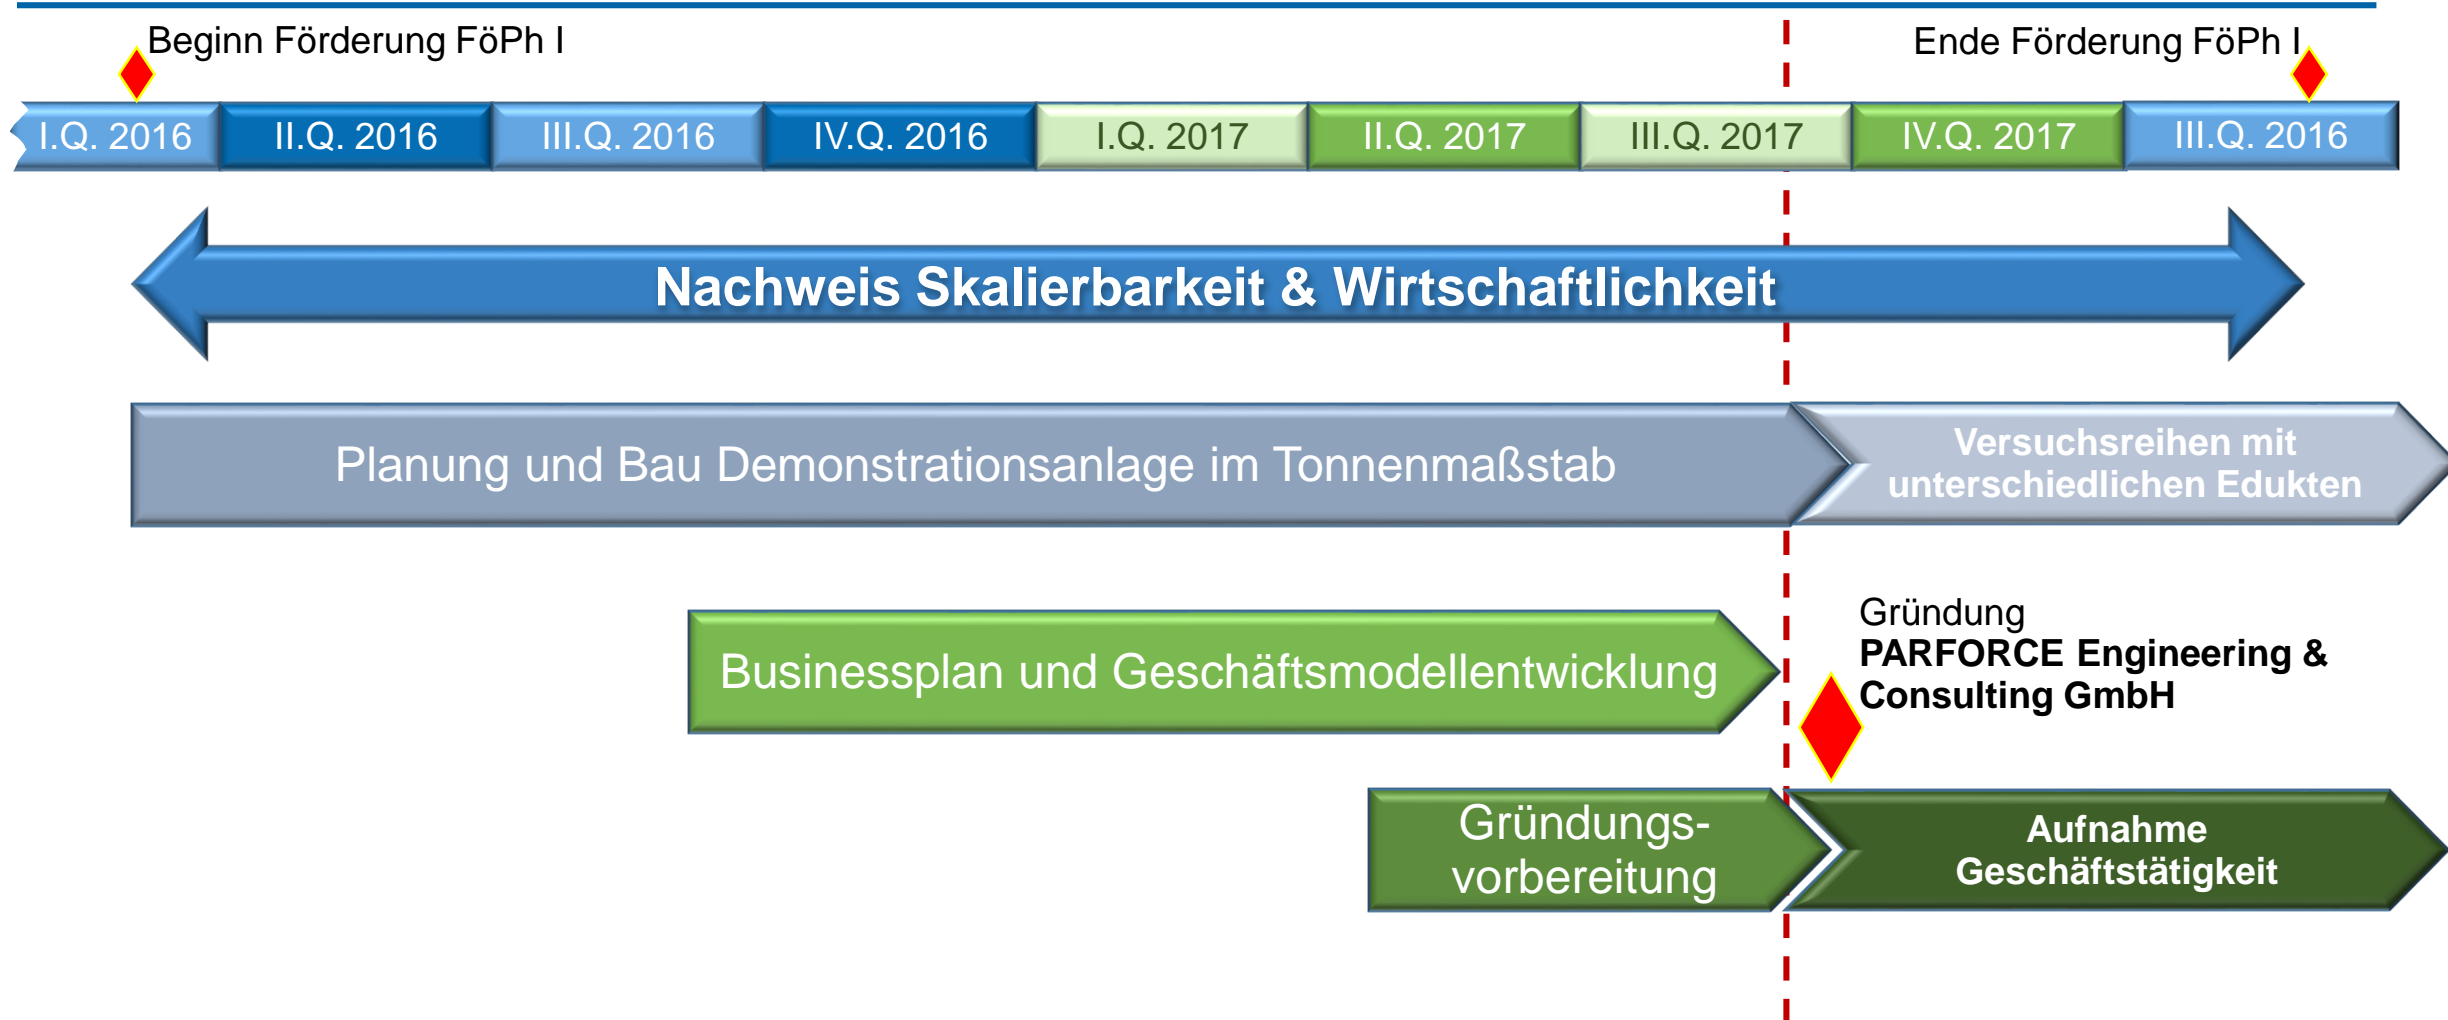 Beginn Förderung FöPh I
Ende Förderung FöPh I
I.Q. 2016
II.Q. 2016
III.Q. 2016
IV.Q. 2016
I.Q. 2017
II.Q. 2017
III.Q. 2017
IV.Q. 2017
III.Q. 2016
Nachweis Skalierbarkeit & Wirtschaftlichkeit
Planung und Bau Demonstrationsanlage im Tonnenmaßstab
Versuchsreihen mit
unterschiedlichen Edukten
Businessplan und Geschäftsmodellentwicklung
Gründung
PARFORCE Engineering &
Consulting GmbH
Gründungs-
vorbereitung
Aufnahme
Geschäftstätigkeit